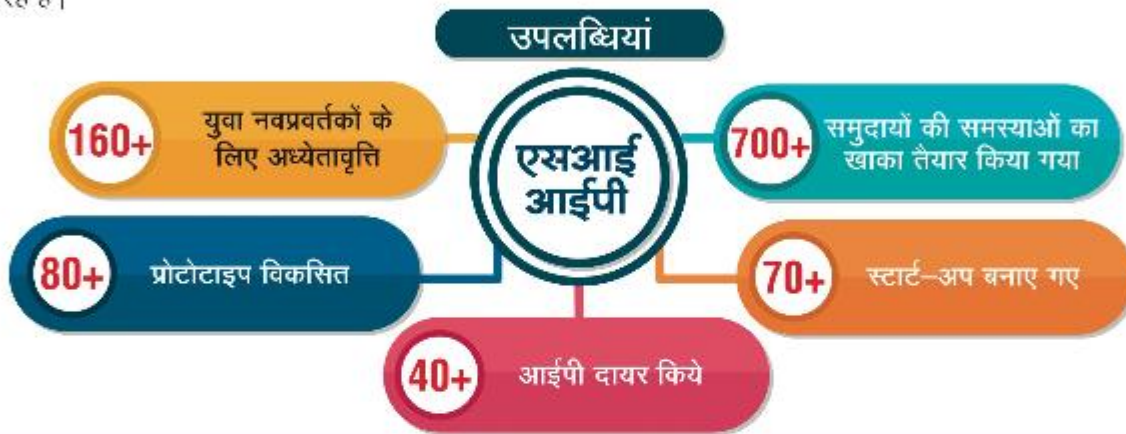 उपलब्धियां
160+
युवा नवप्रवर्तकों के
लिए अध्येतावृत्ति
एसआई
आईपी
700+
समुदायों की समस्याओं का
खाका तैयार किया गया
80+
प्रोटोटाइप विकसित
70+
स्टार्ट–अप बनाए गए
40+
आईपी दायर किये